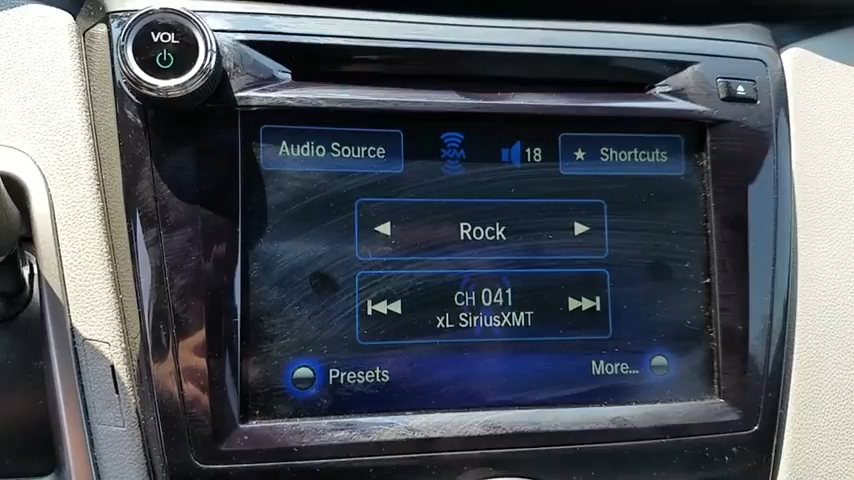 VOL
Audio Source
XM
18
Shortcuts
Rock
CH 041
xL SiriusXMT
Presets
More...